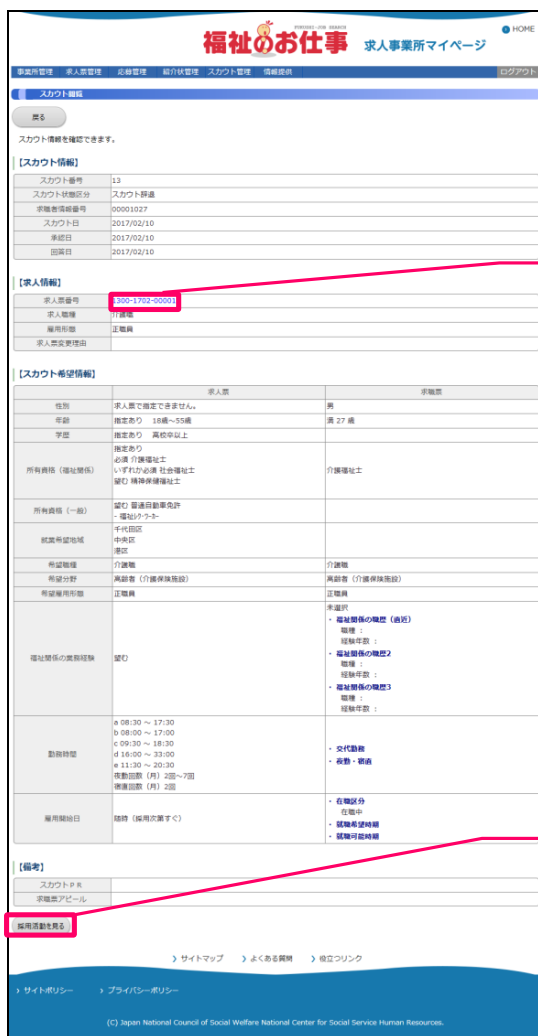 福祉のお仕事
FUKUSHI-JOB SEARCH
求人事業所マイページ
HOME
事業所管理 求人票管理 応募管理 紹介状管理 スカウト管理 情報提供 ログアウト
スカウト閲覧
戻る
スカウト情報を確認できます。
【スカウト情報】
スカウト番号 13
スカウト状態区分 スカウト辞退
求職者情報番号 00001027
スカウト日 2017/02/10
承認日 2017/02/10
回答日 2017/02/10
【求人情報】
求人票番号 1300-1702-00001
求人職種 介護職
雇用形態 正職員
求人票変更理由
【スカウト希望情報】
求人票 求職票
性別 求人票で指定できません。 男
年齢 指定あり 18歳～55歳 満 27 歳
学歴 指定あり 高校卒以上
所有資格（福祉関係） 指定あり
必須 介護福祉士
いずれか必須 社会福祉士
望む 精神保健福祉士
介護福祉士
所有資格（一般） 望む 普通自動車免許
- 福祉レク・ワーカー
就業希望地域 千代田区
中央区
港区
希望職種 介護職 介護職
希望分野 高齢者（介護保険施設） 高齢者（介護保険施設）
希望雇用形態 正職員 正職員
福祉関係の業務経験 望む
未選択
・ 福祉関係の職歴（直近）
職種 ：
経験年数 ：
・ 福祉関係の職歴2
職種 ：
経験年数 ：
・ 福祉関係の職歴3
職種 ：
経験年数 ：
勤務時間
a 08:30 ～ 17:30
b 08:00 ～ 17:00
c 09:30 ～ 18:30
d 16:00 ～ 33:00
e 11:30 ～ 20:30
夜勤回数（月）2回～7回
宿直回数（月）2回
・ 交代勤務
・ 夜勤・宿直
雇用開始日 随時（採用次第すぐ）
・ 在職区分
在職中
・ 就職希望時期
・ 就職可能時期
【備考】
スカウトＰＲ
求職票アピール
採用活動を見る
サイトマップ よくある質問 役立つリンク
サイトポリシー プライバシーポリシー
(C) Japan National Council of Social Welfare National Center for Social Service Human Resources.